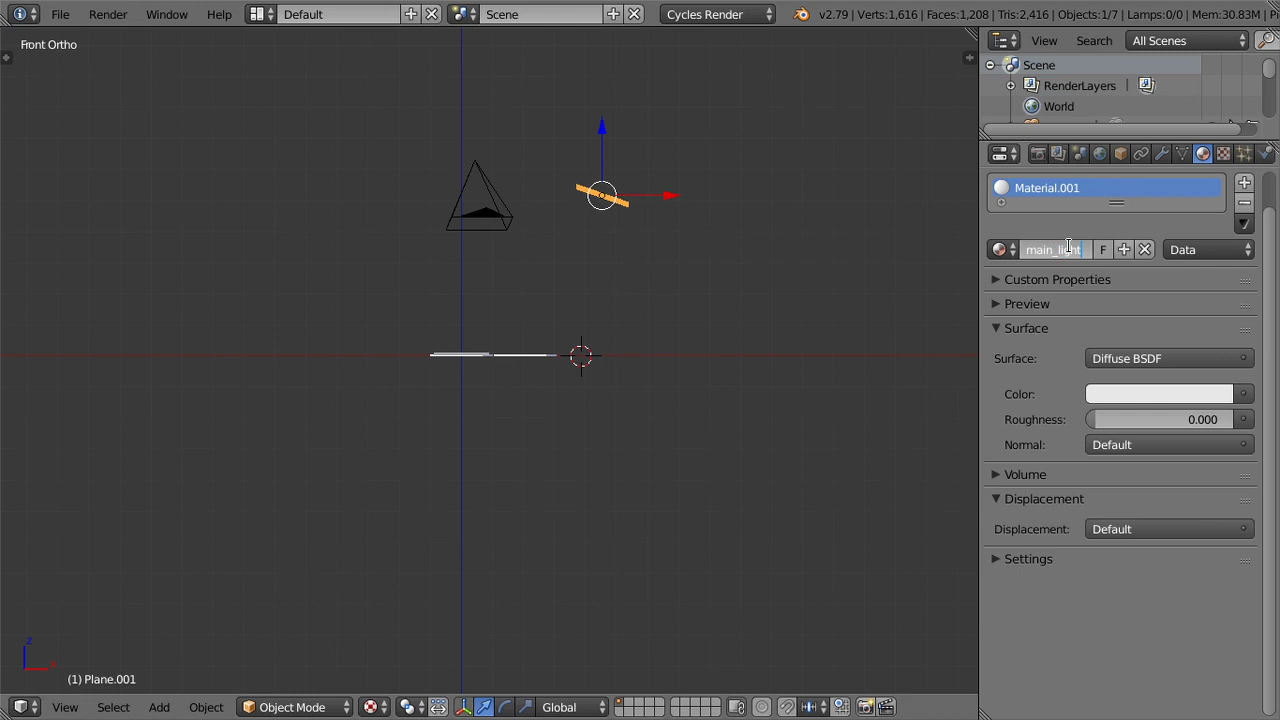 File Render Window Help Default Scene Cycles Render v2.79 | Verts:1,616 | Faces:1,208 | Tris:2,416 | Objects:1/7 | Lamps:0/0 | Mem:30.83M | P
Front Ortho
View Search All Scenes
Scene
RenderLayers |
World
Material.001
main_light F Data
Custom Properties
Preview
Surface
Surface: Diffuse BSDF
Color:
Roughness: 0.000
Normal: Default
Volume
Displacement
Displacement: Default
Settings
z
x
(1) Plane.001
View Select Add Object Object Mode Global